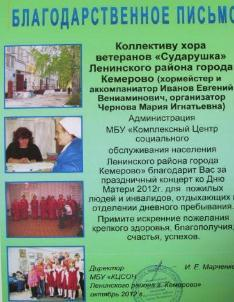 БЛАГОДАРСТВЕННОЕ ПИСЬМО
Коллективу хора
ветеранов «Сударушка»
Ленинского района города
Кемерово (хормейстер и
аккомпаниатор Иванов Евгений
Вениаминович, организатор
Чернова Мария Игнатьевна)
Администрация
МБУ «Комплексный Центр
социального
обслуживания населения
Ленинского района города
Кемерово» благодарит Вас за
праздничный концерт ко Дню
Матери 2012г. для пожилых
людей и инвалидов, отдыхающих в
отделении дневного пребывания.
Примите искренние пожелания
крепкого здоровья, благополучия,
счастья, успехов.
Директор И. Е. Марченко
МБУ «КЦСОН
Ленинского района г. Кемерово»
октябрь 2012 г.